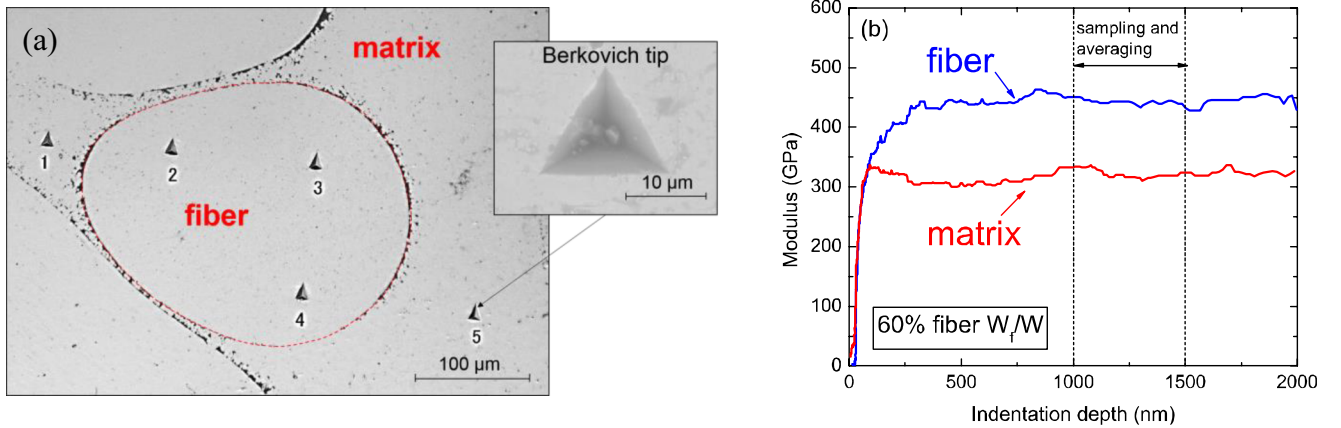 (a)
matrix
Berkovich tip
10 µm
1
2
3
fiber
4
5
100 µm
(b)
sampling and
averaging
fiber
matrix
60% fiber W_f/W
Modulus (GPa)
600
500
400
300
200
100
0
0
500
1000
1500
2000
Indentation depth (nm)